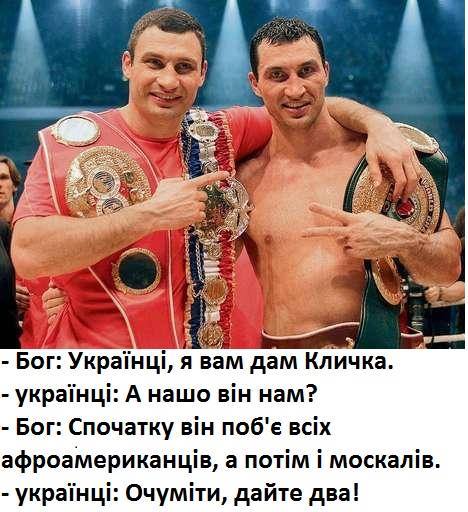 - Бог: Українці, я вам дам Кличка.
- українці: А нашо він нам?
- Бог: Спочатку він поб'є всіх
афроамериканців, а потім і москалів.
- українці: Очуміти, дайте два!